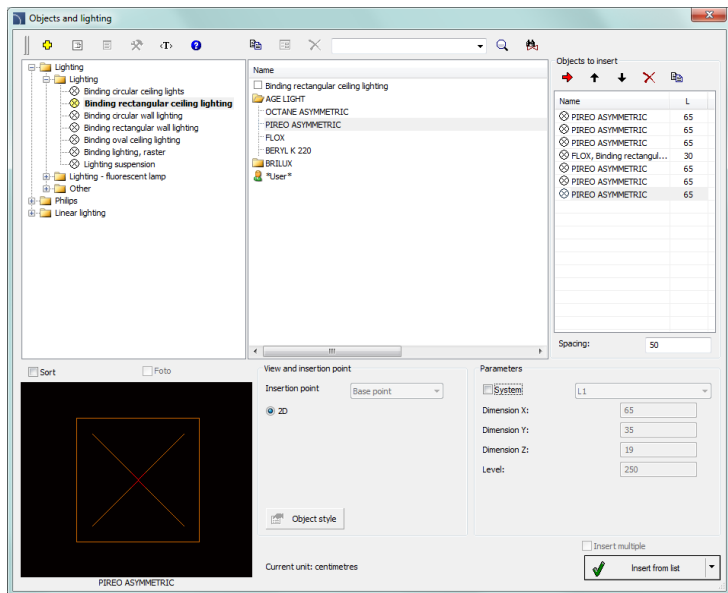 Objects and lighting
‹T›
Lighting
Lighting
Binding circular ceiling lights
Binding rectangular ceiling lighting
Binding circular wall lighting
Binding rectangular wall lighting
Binding oval ceiling lighting
Binding lighting, raster
Lighting suspension
Lighting - fluorescent lamp
Other
Philips
Linear lighting
Name
Binding rectangular ceiling lighting
AGE LIGHT
OCTANE ASYMMETRIC
PIREO ASYMMETRIC
FLOX
BERYL K 220
BRILUX
*User*
Objects to insert
Name L
PIREO ASYMMETRIC 65
PIREO ASYMMETRIC 65
PIREO ASYMMETRIC 65
FLOX, Binding rectangul... 30
PIREO ASYMMETRIC 65
PIREO ASYMMETRIC 65
PIREO ASYMMETRIC 65
Spacing: 50
Sort Foto
PIREO ASYMMETRIC
View and insertion point
Insertion point Base point
2D
Object style
Current unit: centimetres
Parameters
System L1
Dimension X: 65
Dimension Y: 35
Dimension Z: 19
Level: 250
Insert multiple
Insert from list